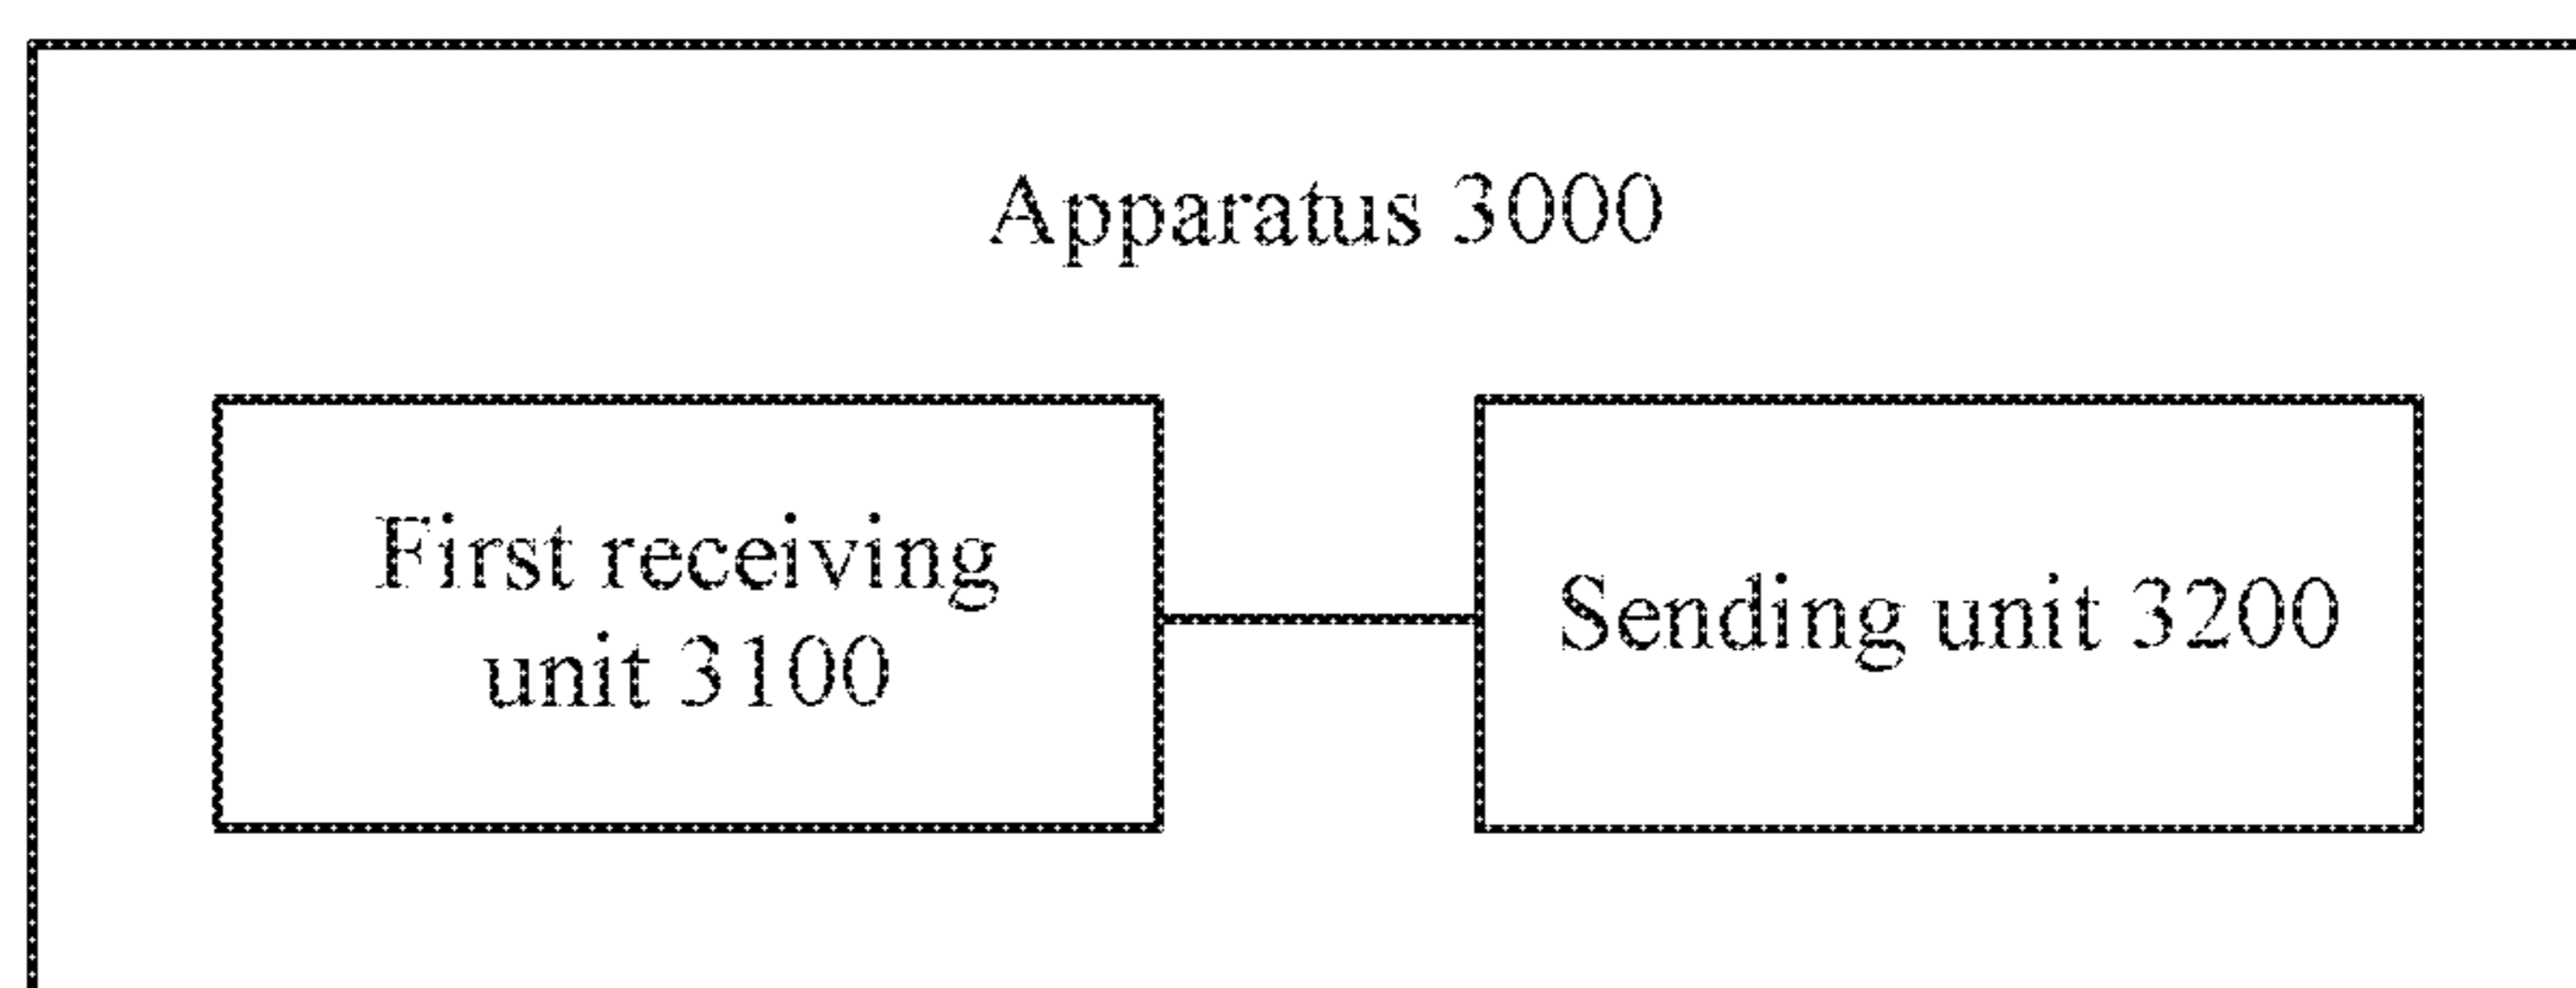 Apparatus 3000
First receiving
unit 3100
Sending unit 3200